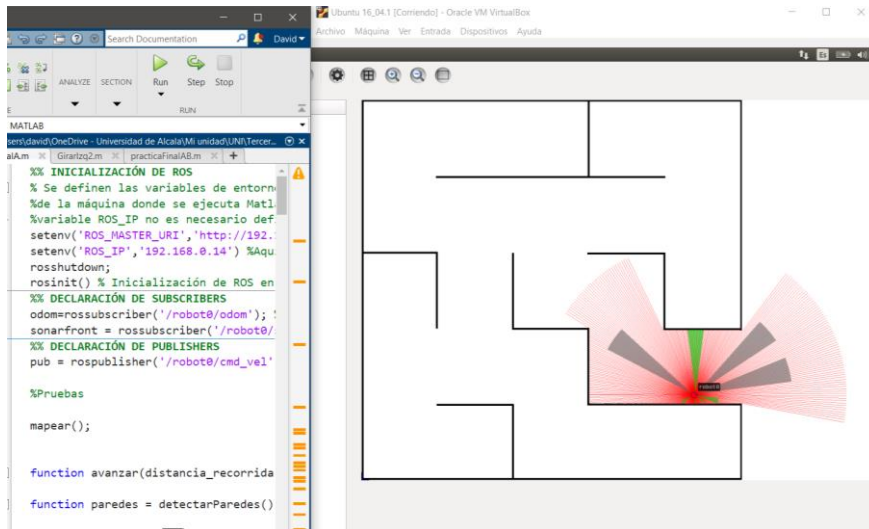 Search Documentation
David
ANALYZE
SECTION
Run
Step
Stop
RUN
MATLAB
sers\david\OneDrive - Universidad de Alcala\Mi unidad\UNI\Tercer...
alA.m
GirarIzq2.m
practicaFinalAB.m
%% INICIALIZACIÓN DE ROS
% Se definen las variables de entorn
%de la máquina donde se ejecuta Matl
%variable ROS_IP no es necesario def
setenv('ROS_MASTER_URI','http://192.
setenv('ROS_IP','192.168.0.14') %Aqu
rosshutdown;
rosinit() % Inicialización de ROS en
%% DECLARACIÓN DE SUBSCRIBERS
odom=rossubscriber('/robot0/odom'); %
sonarfront = rossubscriber('/robot0/
%% DECLARACIÓN DE PUBLISHERS
pub = rospublisher('/robot0/cmd_vel'
%Pruebas
mapear();
function avanzar(distancia_recorrida
function paredes = detectarParedes()
Ubuntu 16_04.1 [Corriendo] - Oracle VM VirtualBox
Archivo Máquina Ver Entrada Dispositivos Ayuda
Es
robot0